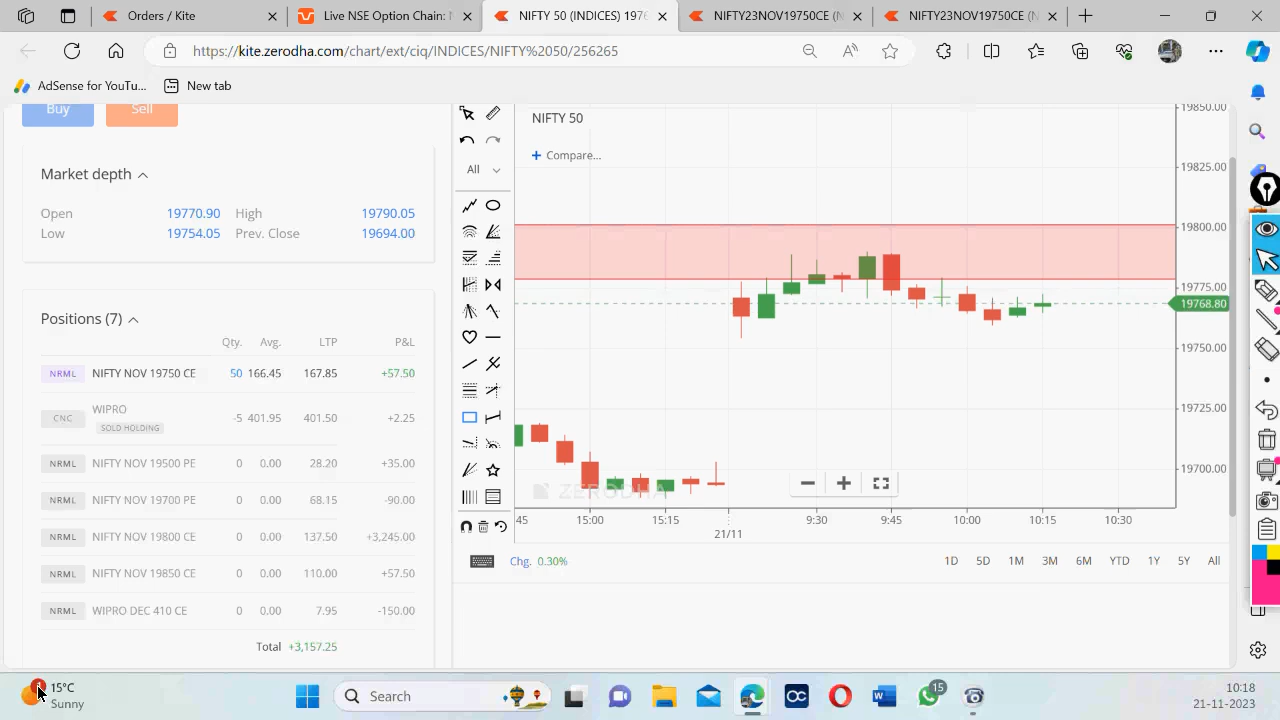 Orders / Kite
Live NSE Option Chain: N
NIFTY 50 (INDICES) 1976
NIFTY23NOV19750CE (N
NIFTY23NOV19750CE (N
https://kite.zerodha.com/chart/ext/ciq/INDICES/NIFTY%2050/256265
AdSense for YouTu...
New tab
Buy Sell
Market depth
Open 19770.90 High 19790.05
Low 19754.05 Prev. Close 19694.00
Positions (7)
Qty. Avg. LTP P&L
NRML NIFTY NOV 19750 CE 50 166.45 167.85 +57.50
CNC WIPRO SOLD HOLDING -5 401.95 401.50 +2.25
NRML NIFTY NOV 19500 PE 0 0.00 28.20 +35.00
NRML NIFTY NOV 19700 PE 0 0.00 68.15 -90.00
NRML NIFTY NOV 19800 CE 0 0.00 137.50 +3,245.00
NRML NIFTY NOV 19850 CE 0 0.00 110.00 +57.50
NRML WIPRO DEC 410 CE 0 0.00 7.95 -150.00
Total +3,157.25
All
NIFTY 50
+ Compare...
19850.00
19825.00
19800.00
19775.00
19768.80
19750.00
19725.00
19700.00
ZERODHA
45 15:00 15:15 9:30 9:45 10:00 10:15 10:30
21/11
Chg. 0.30%
1D 5D 1M 3M 6M YTD 1Y 5Y All
15°C
Sunny
Search
OC
15
10:18
21-11-2023